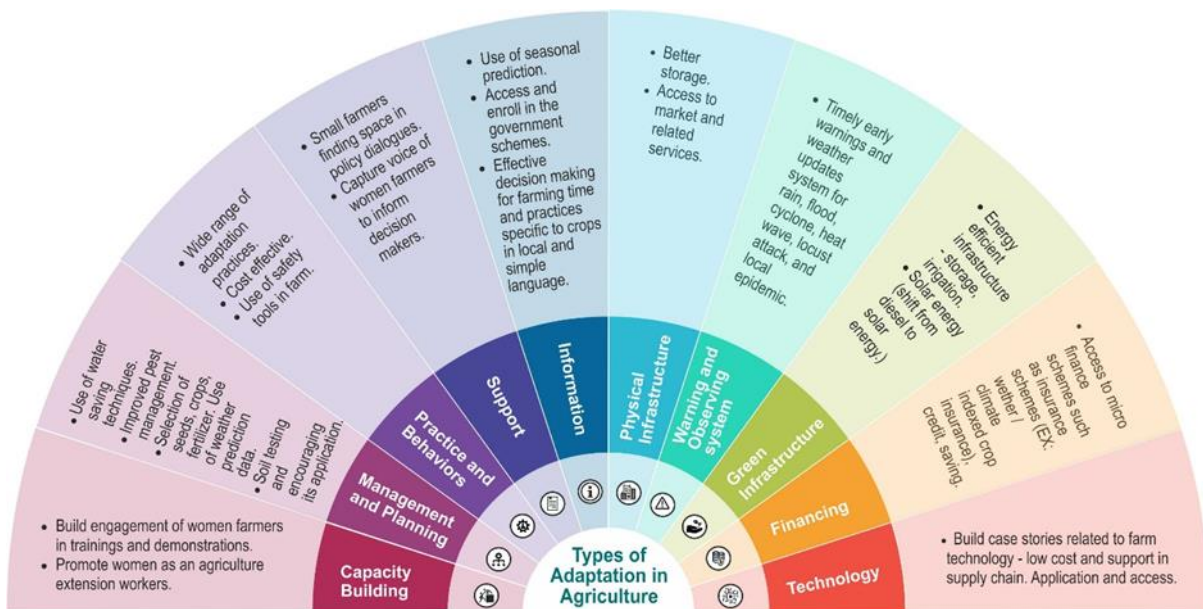 • Build engagement of women farmers
in trainings and demonstrations.
• Promote women as an agriculture
extension workers.
Capacity
Building
• Use of water
saving
techniques.
• Improved pest
management.
• Selection of
seeds, crops,
fertilizer. Use
of weather
prediction
data.
• Soil testing
and
encouraging
its application.
Management
and Planning
• Wide range of
adaptation
practices.
• Cost effective.
• Use of safety
tools in farm.
Practice and
Behaviors
• Small farmers
finding space in
policy dialogues.
• Capture voice of
women farmers
to inform
decision
makers.
Support
• Use of seasonal
prediction.
• Access and
enroll in the
government
schemes.
• Effective
decision making
for farming time
and practices
specific to crops
in local and
simple
language.
Information
• Better
storage.
• Access to
market and
related
services.
Physical
Infrastructure
• Timely early
warnings and
weather
updates
system for
rain, flood,
cyclone, heat
wave, locust
attack, and
local
epidemic.
Warning and
Observing
system
• Energy
efficient
infrastructure
- storage,
irrigation.
• Solar energy
(shift from
diesel to
solar
energy.)
Green
Infrastructure
• Access to micro
finance
schemes such
as insurance
schemes (EX:
weather /
climate
indexed crop
insurance),
credit, saving.
Financing
• Build case stories related to farm
technology - low cost and support in
supply chain. Application and access.
Technology
Types of
Adaptation in
Agriculture